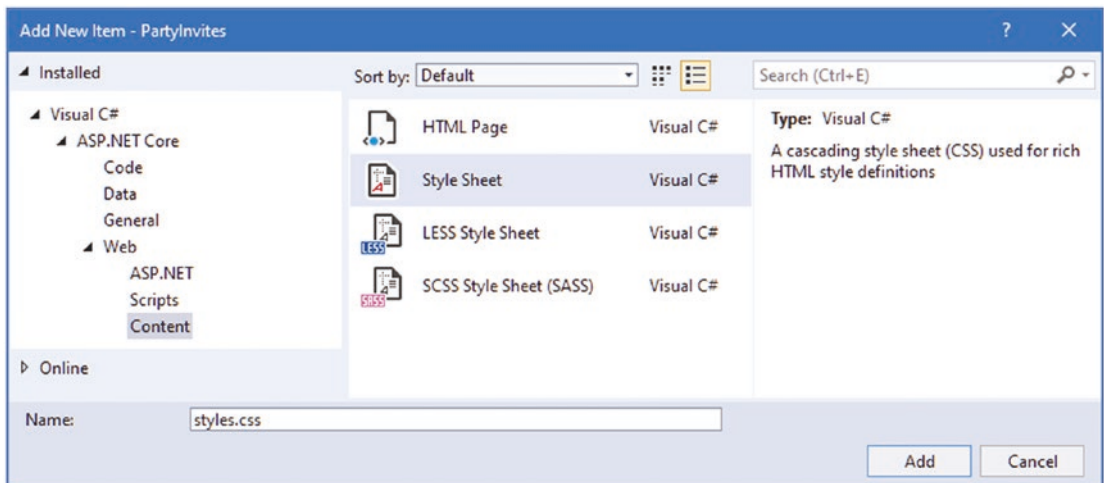 Add New Item - PartyInvites ? ×
Installed
Sort by: Default
Search (Ctrl+E)
Visual C#
ASP.NET Core
Code
Data
General
Web
ASP.NET
Scripts
Content
Online
HTML Page Visual C#
Style Sheet Visual C#
LESS
LESS Style Sheet Visual C#
SASS
SCSS Style Sheet (SASS) Visual C#
Type: Visual C#
A cascading style sheet (CSS) used for rich
HTML style definitions
Name: styles.css
Add Cancel